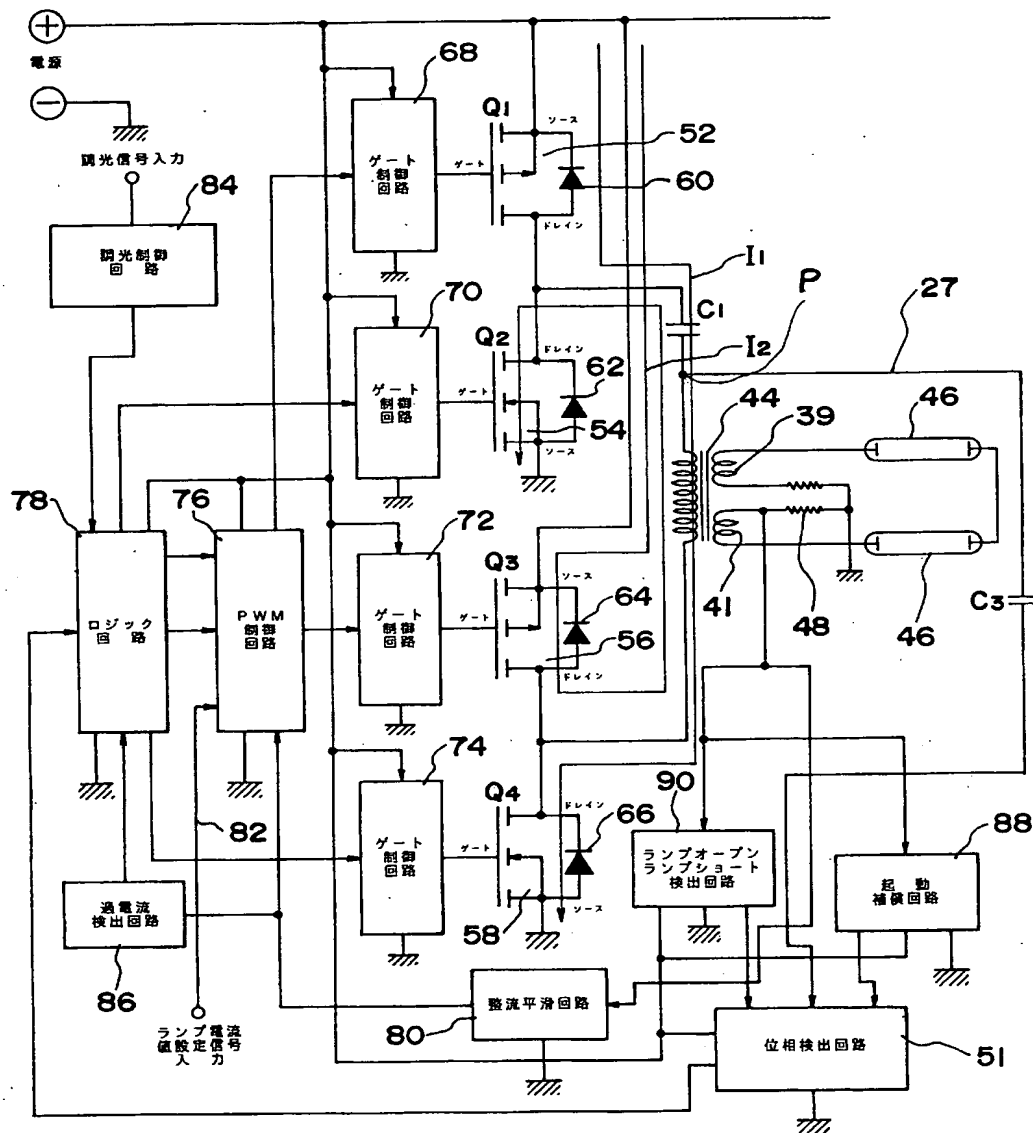 電源
調光信号入力
84
調光制御
回路
68
ゲート
制御
回路
Q1
ソース
ゲート
ドレイン
52
60
I1
P
27
C1
I2
70
ゲート
制御
回路
Q2
ドレイン
ゲート
ソース
62
54
44
39
46
78
ロジック
回路
76
PWM
制御
回路
72
ゲート
制御
回路
Q3
ソース
ゲート
ドレイン
64
56
41
48
46
C3
74
ゲート
制御
回路
Q4
ドレイン
ソース
66
58
90
ランプオープン
ランプショート
検出回路
88
起動
補償回路
82
過電流
検出回路
86
ランプ電流
値設定信号
入力
整流平滑回路
80
位相検出回路
51